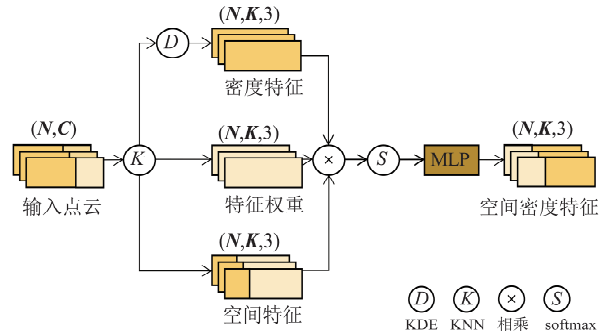 (N,K,3)
D
密度特征
(N,C)
(N,K,3)
(N,K,3)
K
×
S
MLP
输入点云
特征权重
空间密度特征
(N,K,3)
空间特征
D K × S
KDE KNN 相乘 softmax